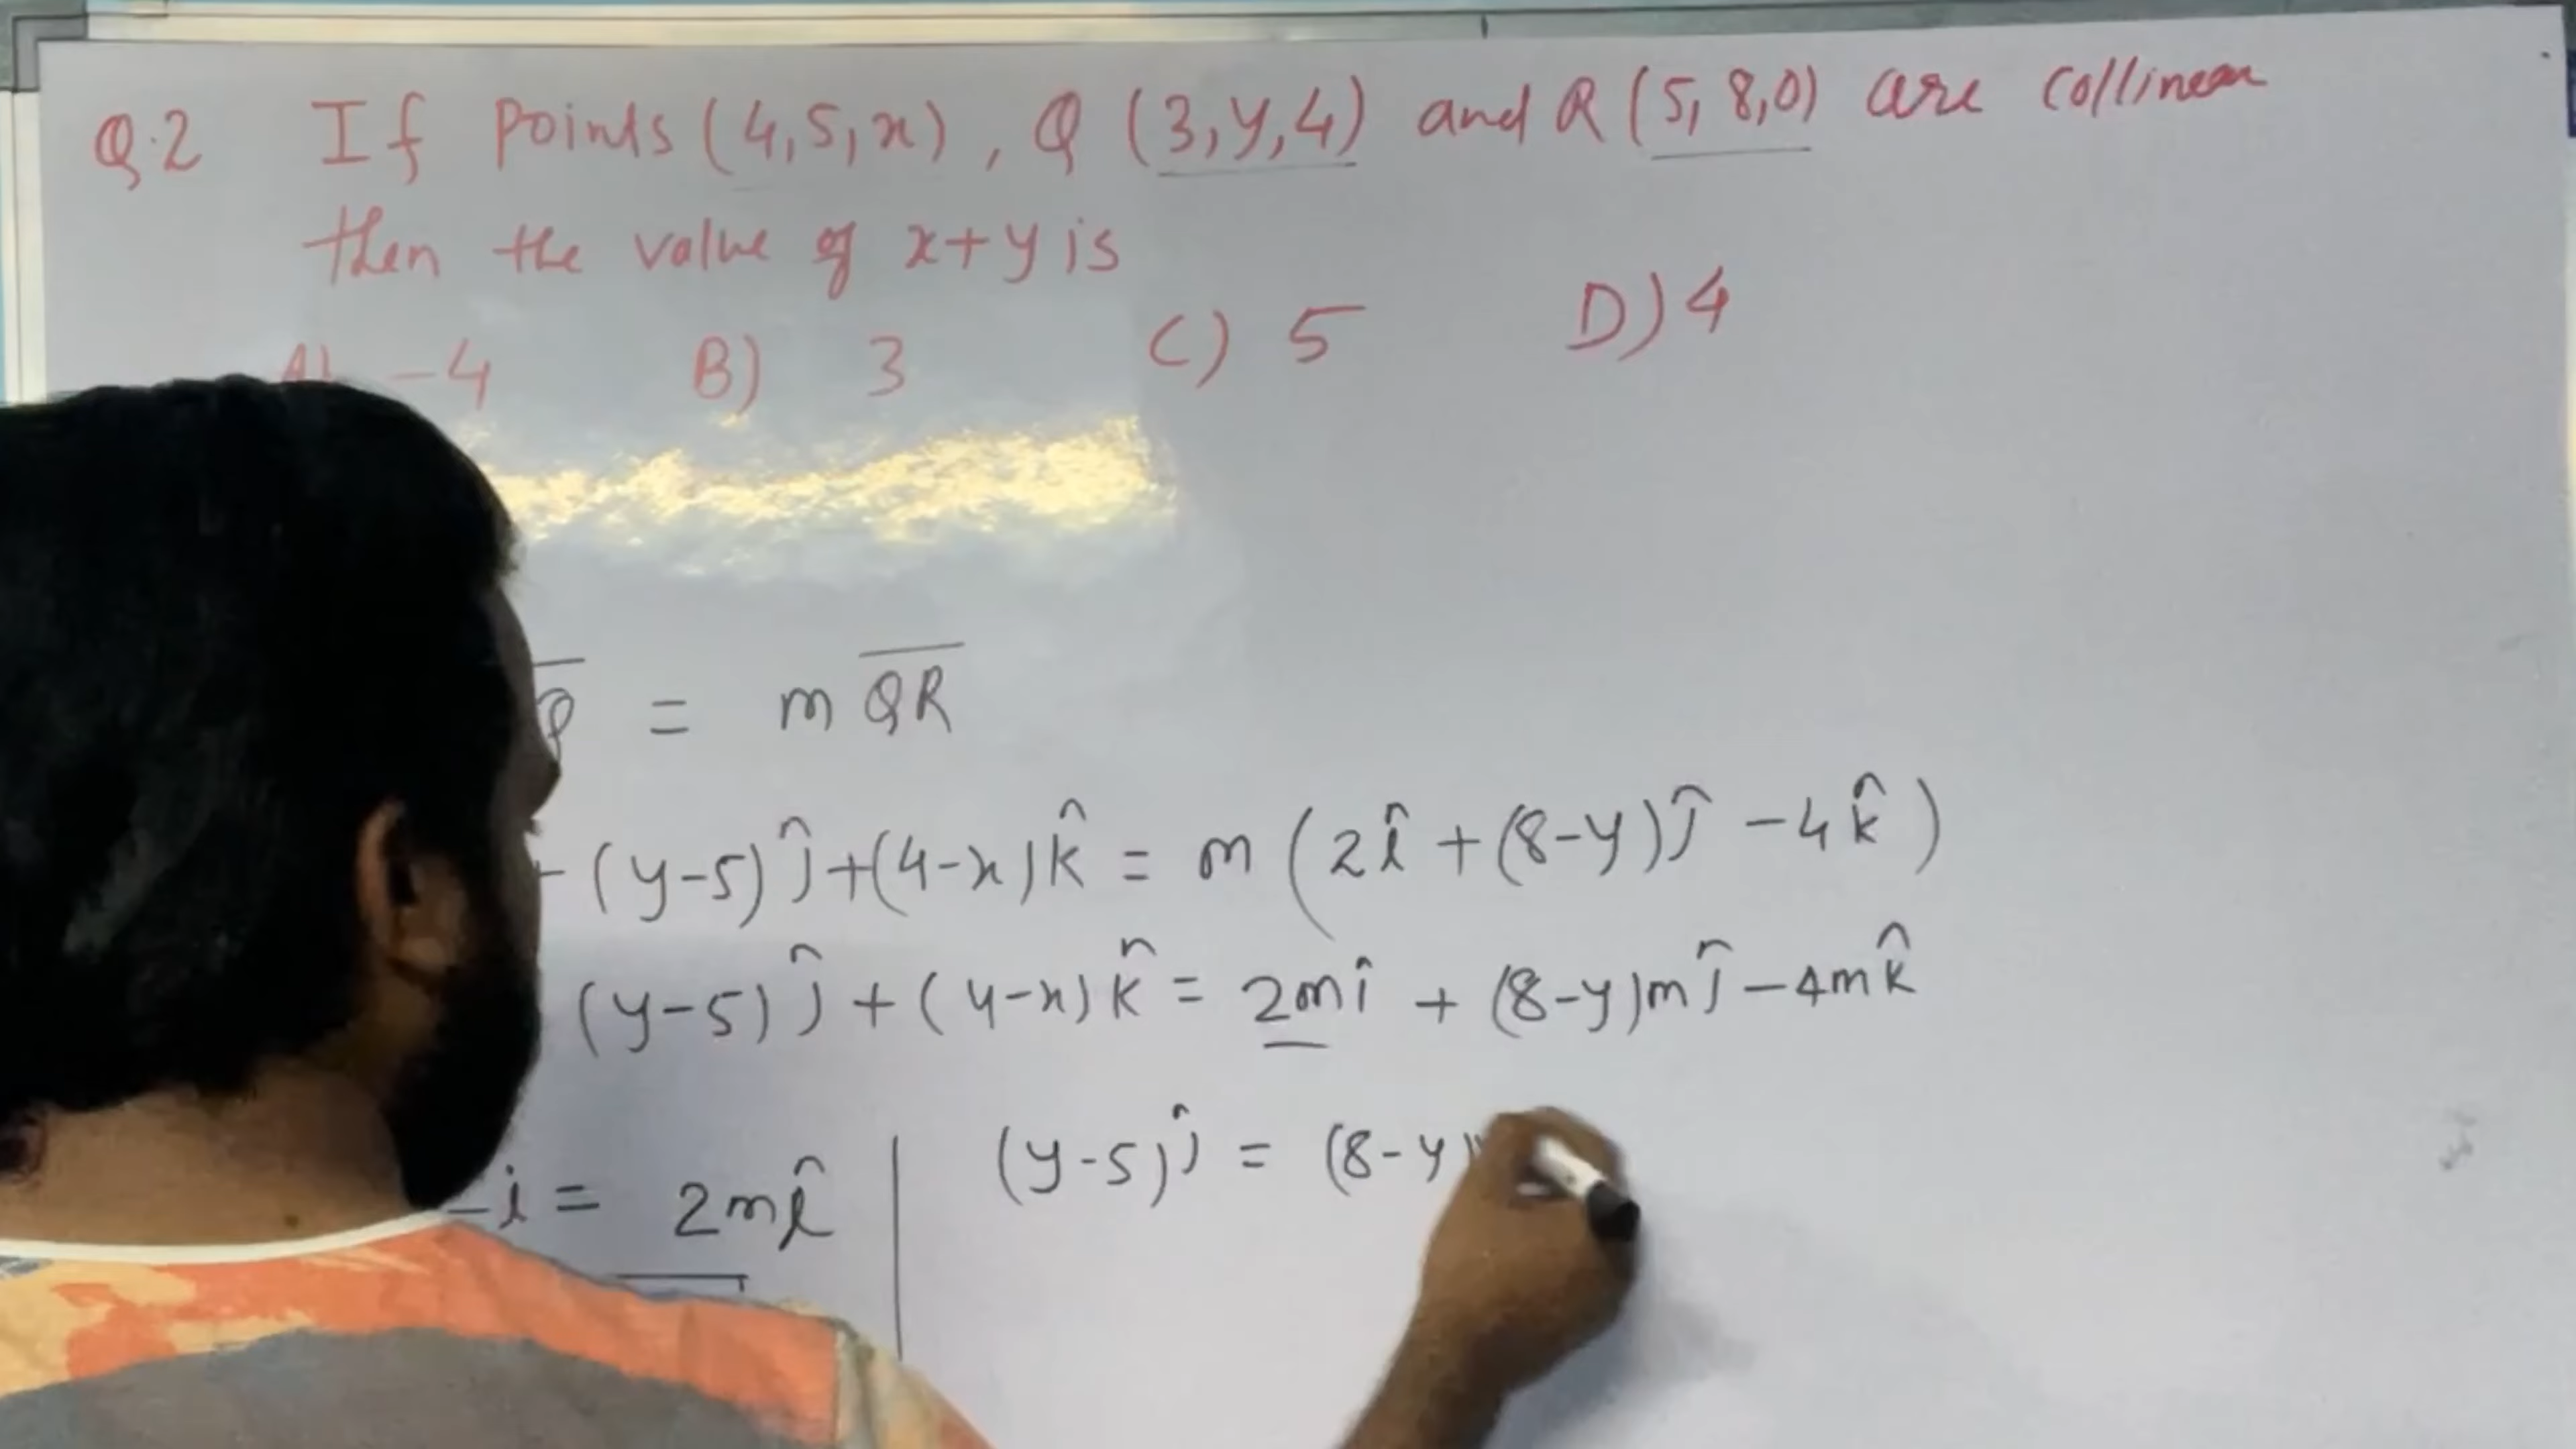 Q.2 If points (4,5,x), Q (3,y,4) and R (5,8,0) are collinear
then the value of x+y is
A) -4 B) 3 C) 5 D) 4
Q̅ = m Q̅R̅
(y-5)ĵ+(4-x)k̂ = m (2î+(8-y)ĵ -4k̂)
(y-5)ĵ + (4-x)k̂ = 2mî + (8-y)mĵ -4mk̂
-i = 2mî (y-5)ĵ = (8-y)